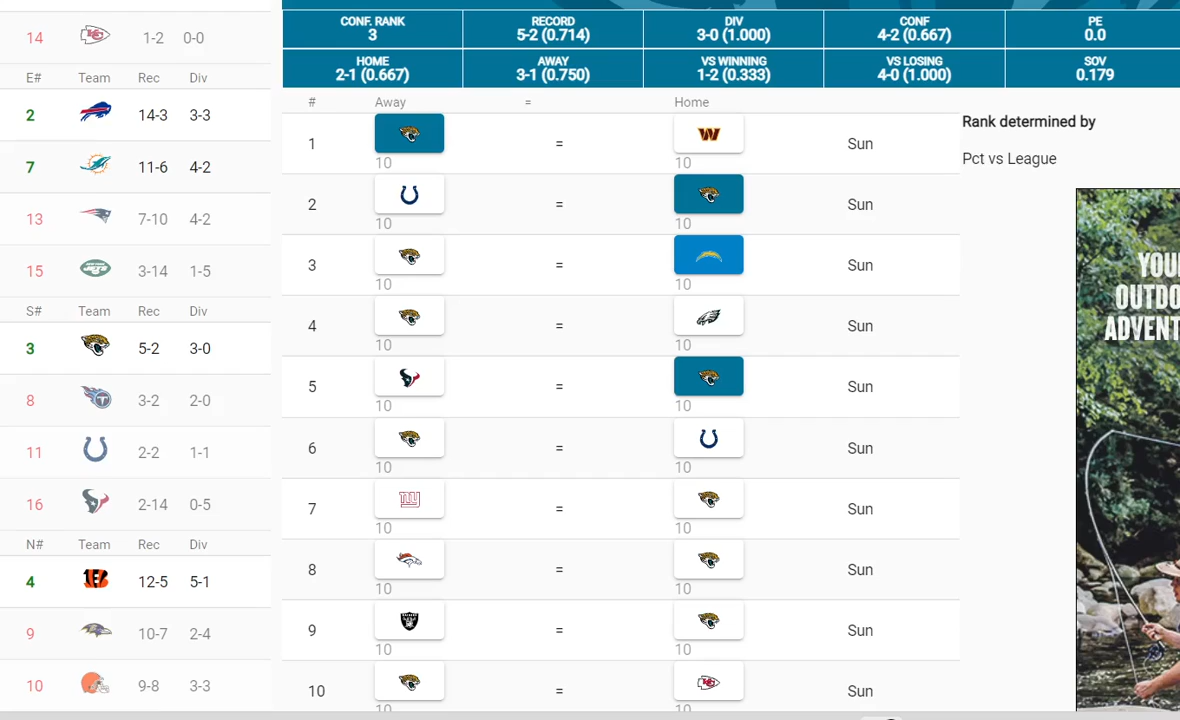 14 1-2 0-0
E# Team Rec Div
2 14-3 3-3
7 11-6 4-2
13 7-10 4-2
15 JETS 3-14 1-5
S# Team Rec Div
3 5-2 3-0
8 T 3-2 2-0
11 2-2 1-1
16 2-14 0-5
N# Team Rec Div
4 12-5 5-1
9 10-7 2-4
10 9-8 3-3
CONF. RANK RECORD DIV CONF PE
3 5-2 (0.714) 3-0 (1.000) 4-2 (0.667) 0.0
HOME AWAY VS WINNING VS LOSING SOV
2-1 (0.667) 3-1 (0.750) 1-2 (0.333) 4-0 (1.000) 0.179
# Away = Home
1 = W Sun
10 10
2 = Sun
10 10
3 = Sun
10 10
4 = Sun
10 10
5 = Sun
10 10
6 = Sun
10 10
7 NY = Sun
10 10
8 = Sun
10 10
9 = Sun
10 10
10 = KC Sun
10 10
Rank determined by
Pct vs League
YOU
OUTDO
ADVENT